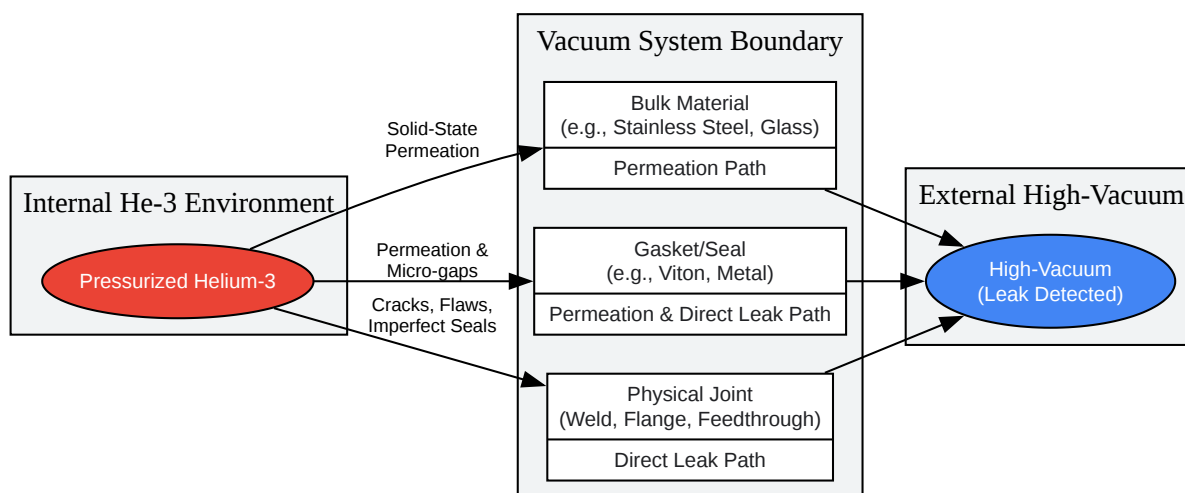 Vacuum System Boundary
Bulk Material
(e.g., Stainless Steel, Glass)
Permeation Path
Solid-State
Permeation
Internal He-3 Environment
Pressurized Helium-3
Permeation &
Micro-gaps
Cracks, Flaws,
Imperfect Seals
Gasket/Seal
(e.g., Viton, Metal)
Permeation & Direct Leak Path
Physical Joint
(Weld, Flange, Feedthrough)
Direct Leak Path
External High-Vacuum
High-Vacuum
(Leak Detected)